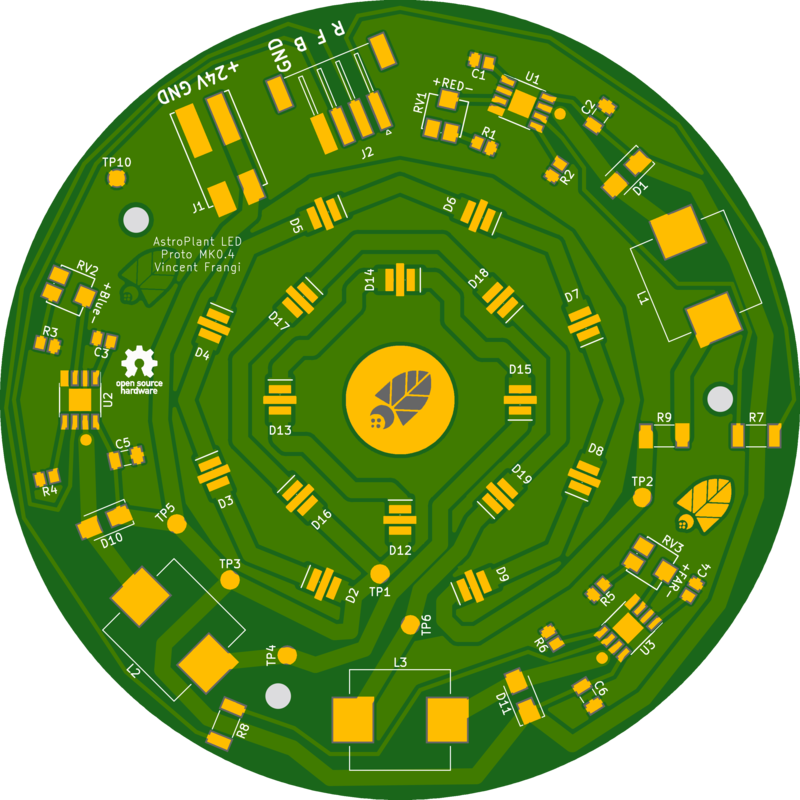 GND B F R
+24V GND
J1
J2
C1
U1
+RED-
RV1
R1
C2
R2
D1
TP10
D5
D6
AstroPlant LED
Proto MK0.4
Vincent Frangi
RV2
+Blue-
D14
D18
D17
D7
L1
R3
C3
D4
open source
hardware
U2
D15
D13
R9
R7
C5
R4
D3
D16
D19
D8
TP2
TP5
D10
D12
TP3
TP1
D2
D9
RV3
+FAR-
C4
R5
U3
R6
TP6
TP4
L2
L3
R8
D11
C6